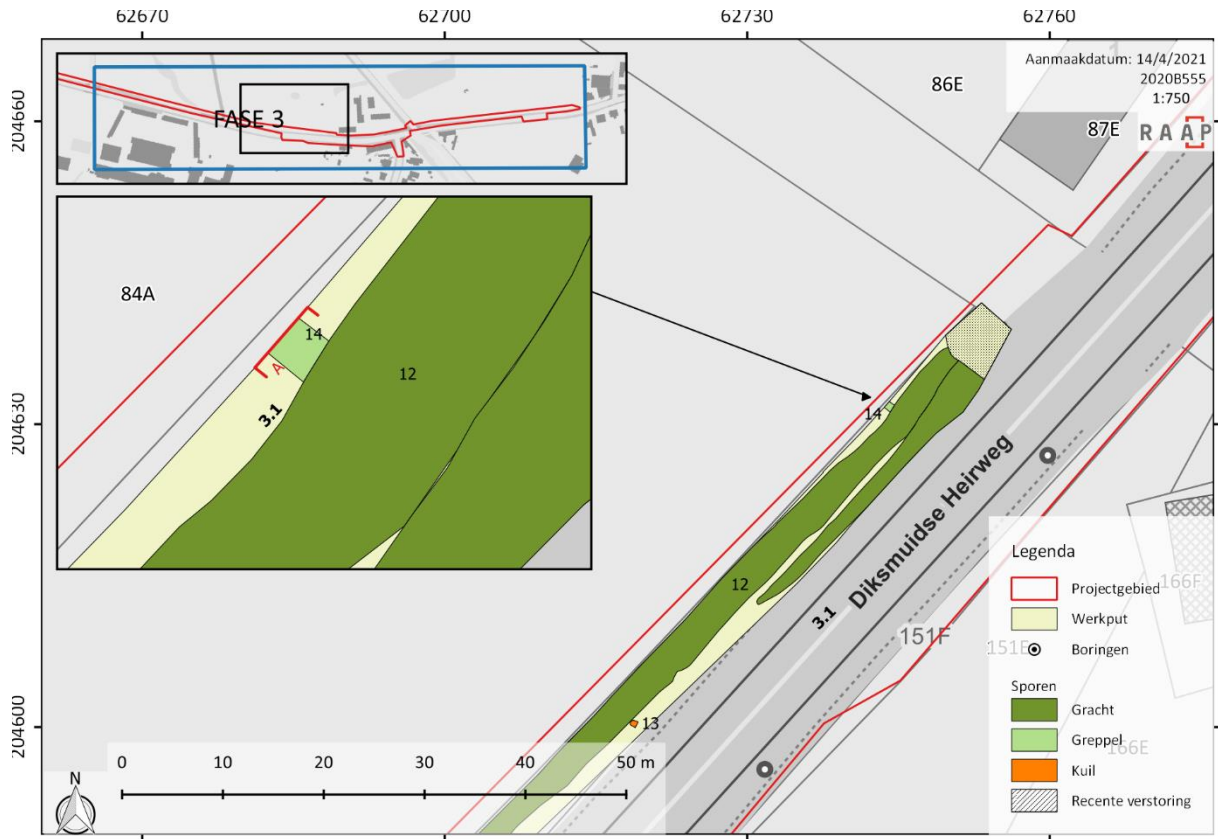 62670 62700 62730 62760
204660
204630
204600
FASE 3
Aanmaakdatum: 14/4/2021
2020B555
1:750
RAAP
86E
87E
1
84A
14
A
12
3.1
14
12
Diksmuidse Heirweg
3.1
151F
13
Legenda
Projectgebied
166F
Werkput
151E
Boringen
Sporen
Gracht
Greppel
166E
Kuil
Recente verstoring
0 10 20 30 40 50 m
N